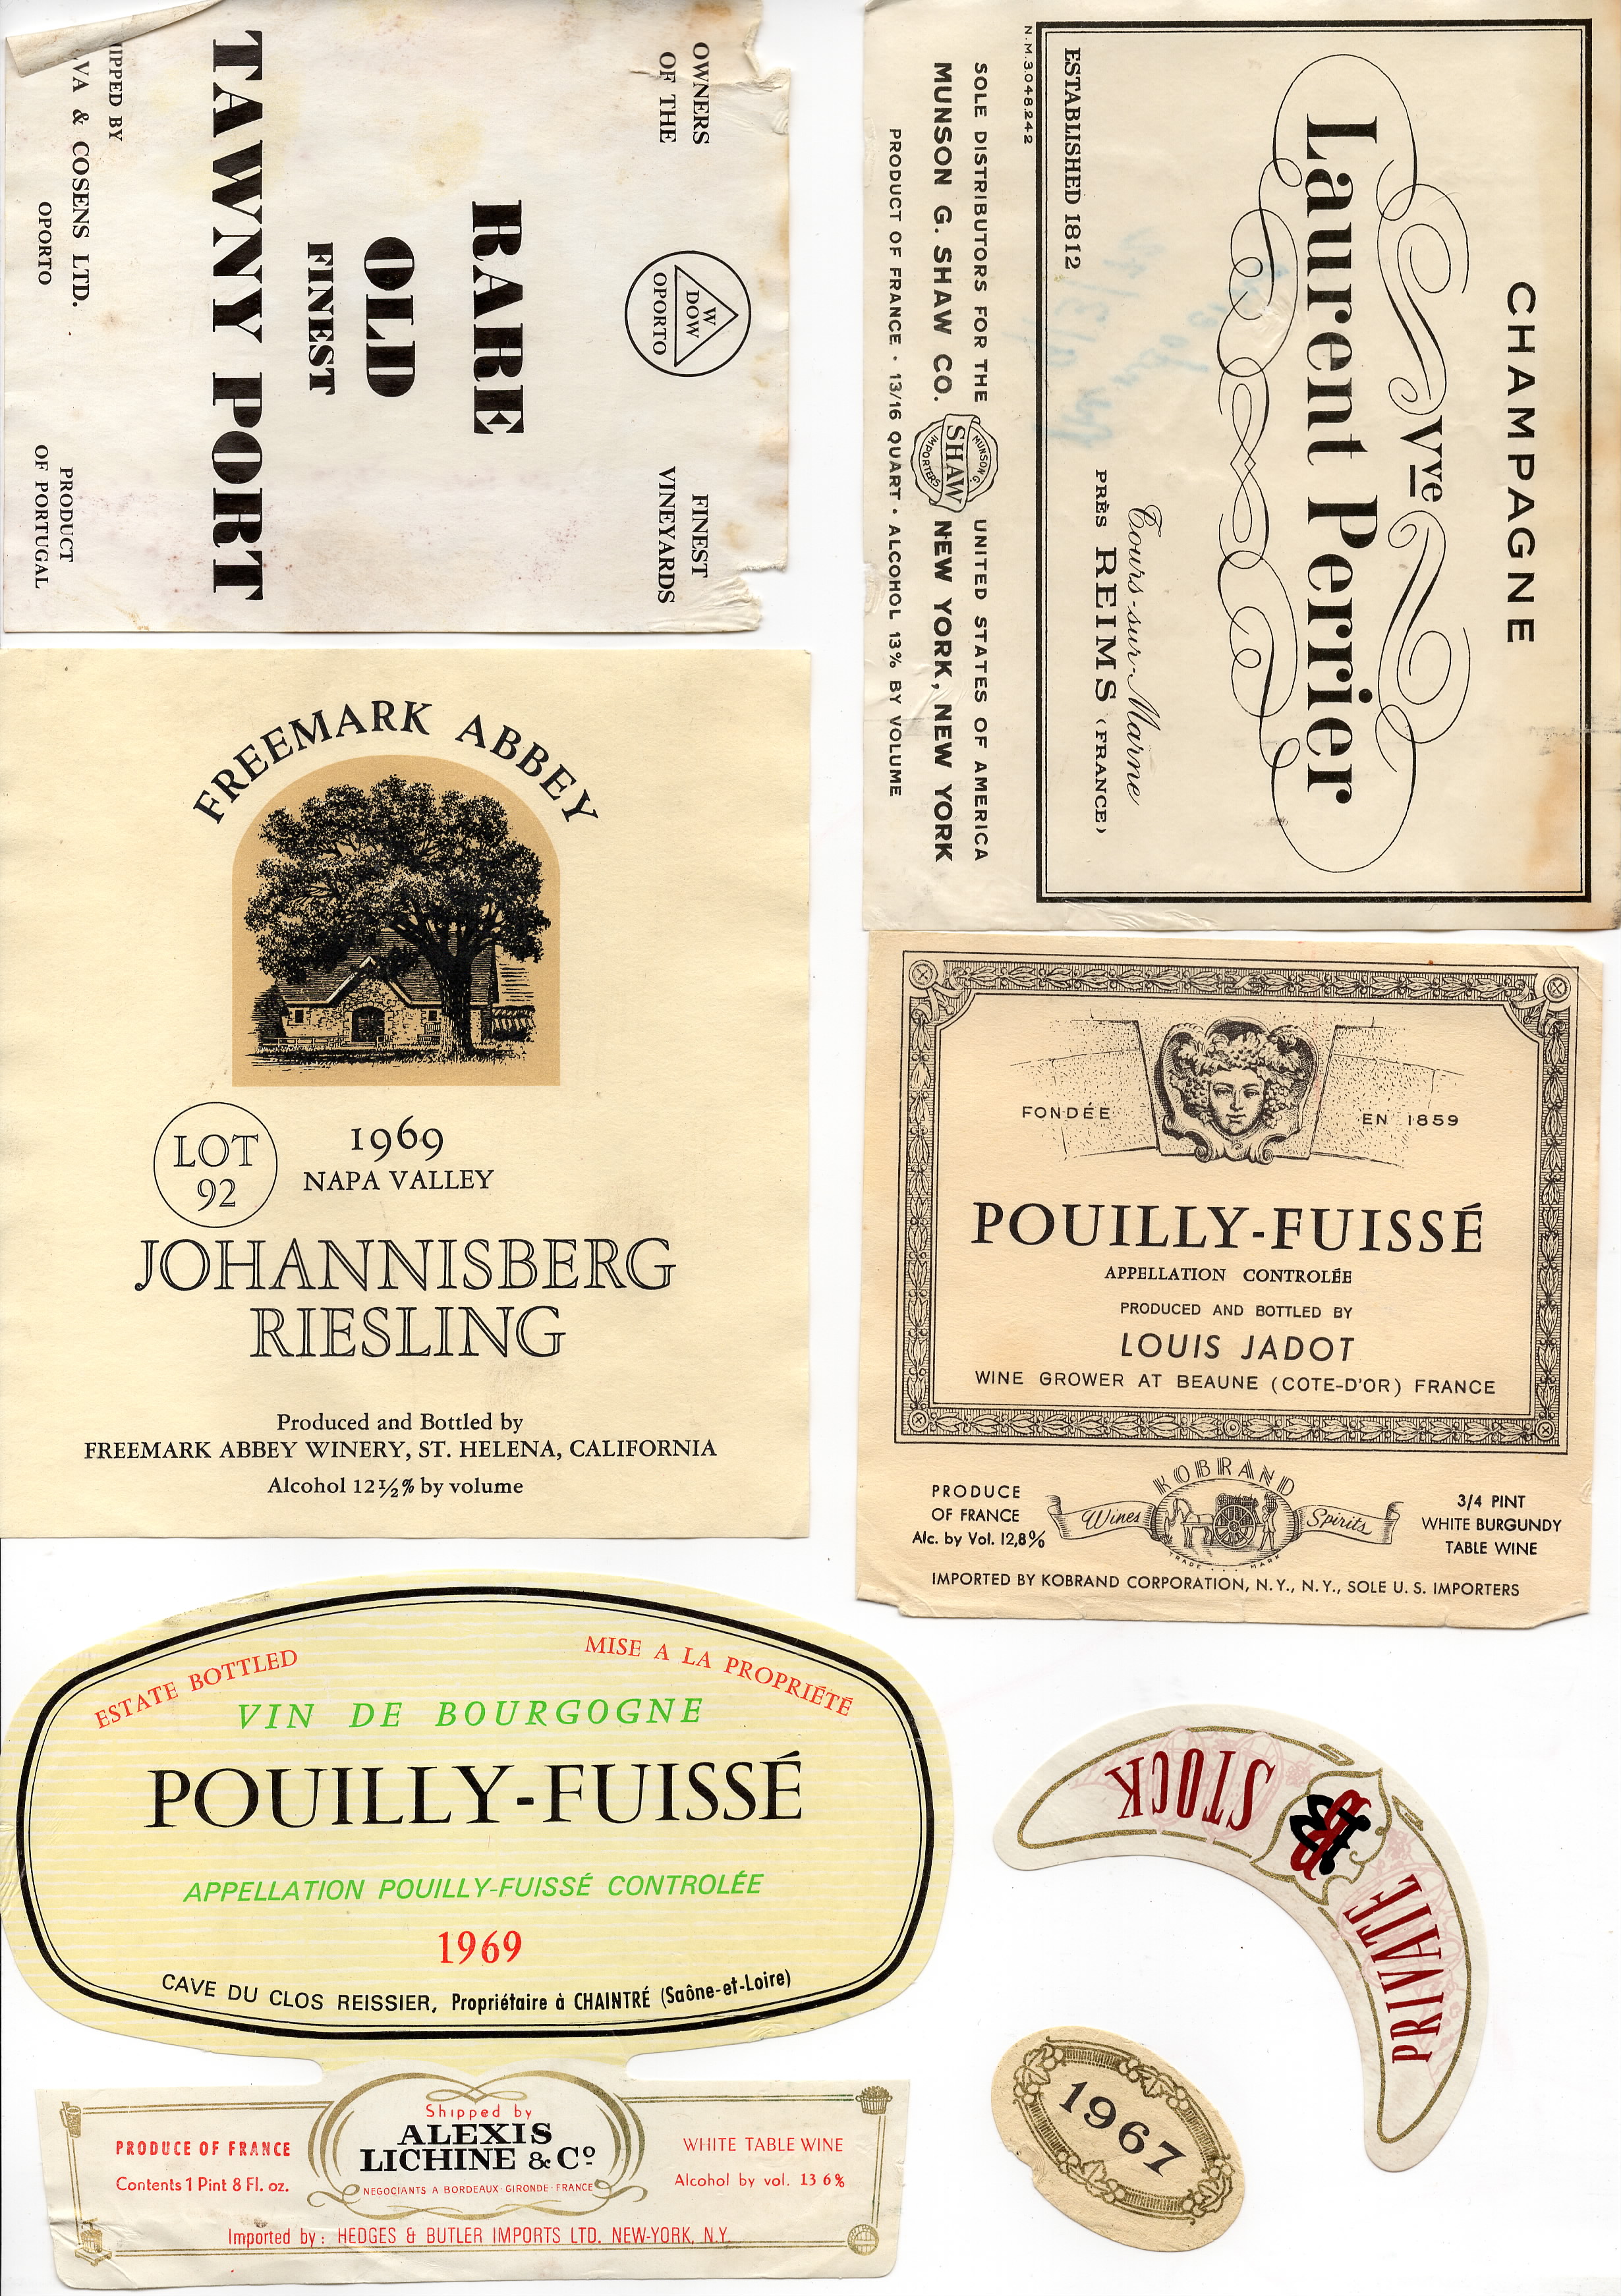 OWNERS
OF THE
W
DOW
OPORTO
FINEST
VINEYARDS
RARE
OLD
FINEST
TAWNY PORT
BY
& COSENS LTD.
OPORTO
PRODUCT
OF PORTUGAL
CHAMPAGNE
Vve
Laurent Perrier
Tours-sur-Marne
PRÈS REIMS (FRANCE)
ESTABLISHED 1812
N.M.3.048.242
SOLE DISTRIBUTORS FOR THE UNITED STATES OF AMERICA
MUNSON G. SHAW CO. NEW YORK, NEW YORK
MUNSON G
SHAW
IMPORTERS
PRODUCT OF FRANCE • 13/16 QUART • ALCOHOL 13% BY VOLUME
FREEMARK ABBEY
LOT
92
1969
NAPA VALLEY
JOHANNISBERG
RIESLING
Produced and Bottled by
FREEMARK ABBEY WINERY, ST. HELENA, CALIFORNIA
Alcohol 12½% by volume
FONDÉE EN 1859
POUILLY-FUISSÉ
APPELLATION CONTROLÉE
PRODUCED AND BOTTLED BY
LOUIS JADOT
WINE GROWER AT BEAUNE (COTE-D'OR) FRANCE
PRODUCE
OF FRANCE
Alc. by Vol. 12,8%
KOBRAND
Wines Spirits
TRADE MARK
3/4 PINT
WHITE BURGUNDY
TABLE WINE
IMPORTED BY KOBRAND CORPORATION, N.Y., N.Y., SOLE U.S. IMPORTERS
ESTATE BOTTLED MISE A LA PROPRIÉTÉ
VIN DE BOURGOGNE
POUILLY-FUISSÉ
APPELLATION POUILLY-FUISSÉ CONTROLÉE
1969
CAVE DU CLOS REISSIER, Propriétaire à CHAINTRÉ (Saône-et-Loire)
Shipped by
ALEXIS
LICHINE & Cº
NEGOCIANTS A BORDEAUX · GIRONDE · FRANCE
PRODUCE OF FRANCE
Contents 1 Pint 8 Fl. oz.
WHITE TABLE WINE
Alcohol by vol. 13 6%
Imported by: HEDGES & BUTLER IMPORTS LTD. NEW-YORK, N.Y.
PRIVATE
STOCK
1967